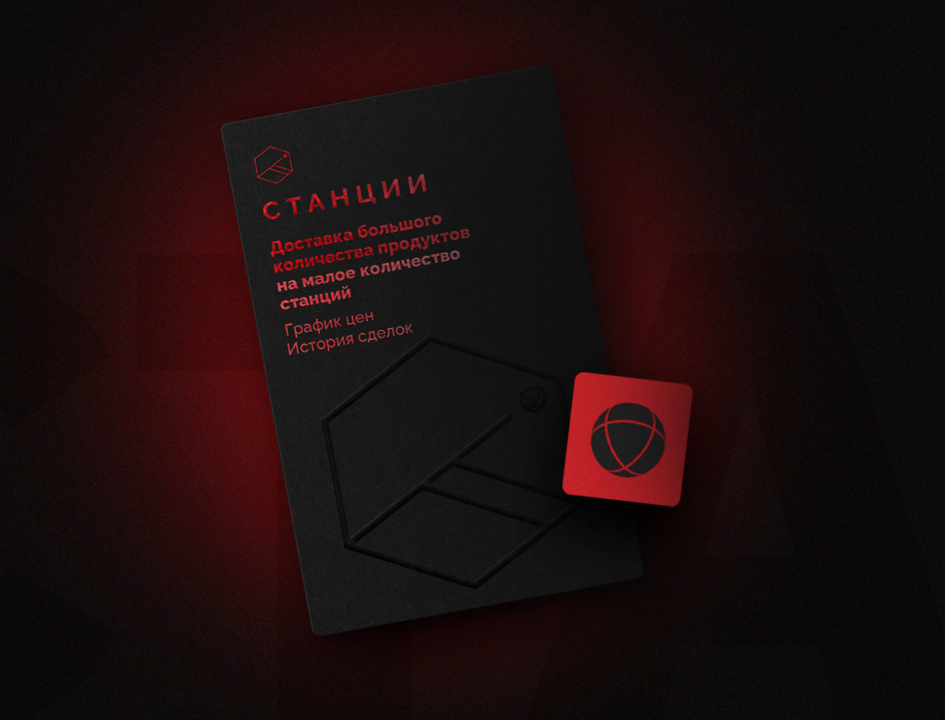 СТАНЦИИ
Доставка большого
количества продуктов
на малое количество
станций
График цен
История сделок